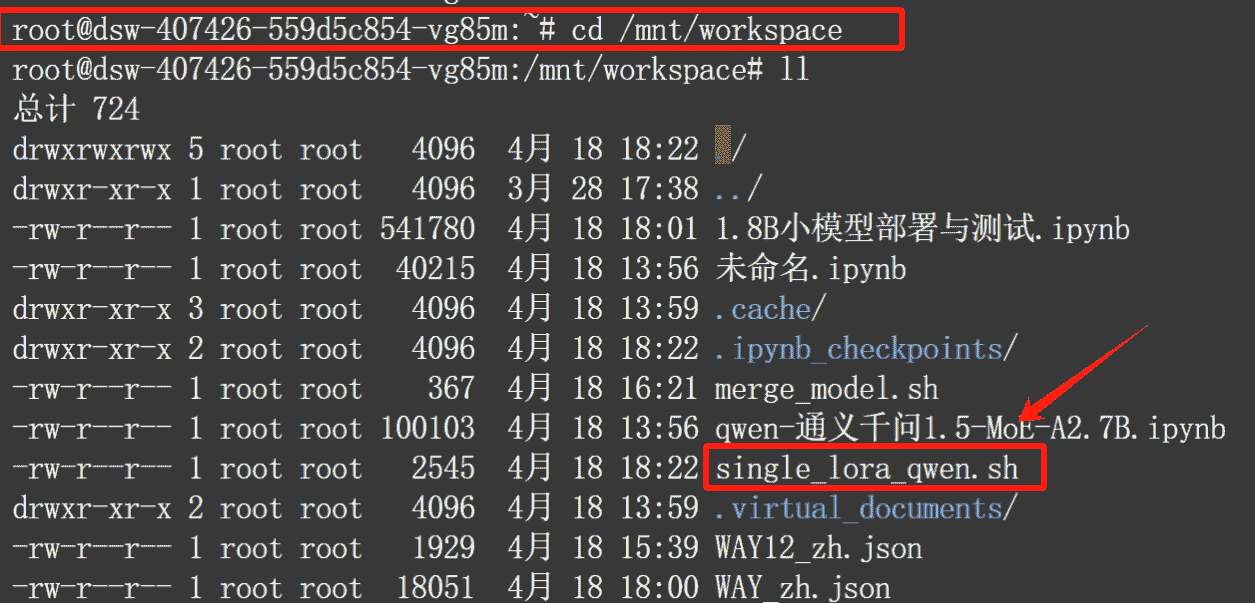 root@dsw-407426-559d5c854-vg85m:~# cd /mnt/workspace
root@dsw-407426-559d5c854-vg85m:/mnt/workspace# ll
总计 724
drwxrwxrwx 5 root root   4096  4月 18 18:22 ./
drwxr-xr-x 1 root root   4096  3月 28 17:38 ../
-rw-r--r-- 1 root root 541780  4月 18 18:01 1.8B小模型部署与测试.ipynb
-rw-r--r-- 1 root root  40215  4月 18 13:56 未命名.ipynb
drwxr-xr-x 3 root root   4096  4月 18 13:59 .cache/
drwxr-xr-x 2 root root   4096  4月 18 18:22 .ipynb_checkpoints/
-rw-r--r-- 1 root root    367  4月 18 16:21 merge_model.sh
-rw-r--r-- 1 root root 100103  4月 18 13:56 qwen-通义千问1.5-MoE-A2.7B.ipynb
-rw-r--r-- 1 root root   2545  4月 18 18:22 single_lora_qwen.sh
drwxr-xr-x 2 root root   4096  4月 18 13:59 .virtual_documents/
-rw-r--r-- 1 root root   1929  4月 18 15:39 WAY12_zh.json
-rw-r--r-- 1 root root  18051  4月 18 18:00 WAY_zh.json